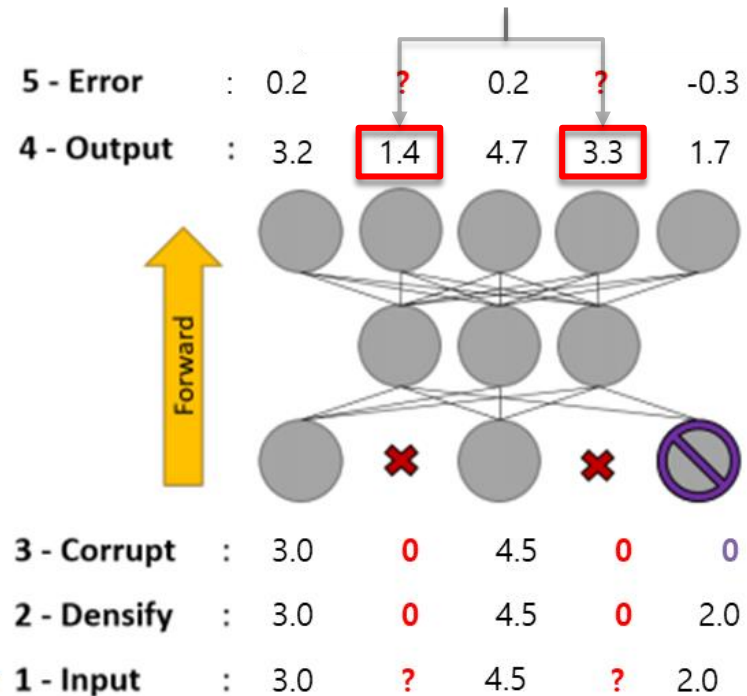 5 - Error : 0.2 ? 0.2 ? -0.3
4 - Output : 3.2 1.4 4.7 3.3 1.7
Forward
3 - Corrupt : 3.0 0 4.5 0 0
2 - Densify : 3.0 0 4.5 0 2.0
1 - Input : 3.0 ? 4.5 ? 2.0